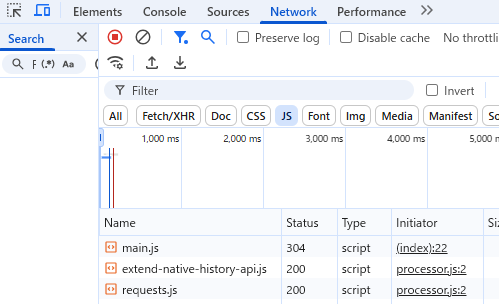 Elements Console Sources Network Performance
Search
Preserve log Disable cache No throttli
(.*) Aa
Filter Invert
All Fetch/XHR Doc CSS JS Font Img Media Manifest
1,000 ms 2,000 ms 3,000 ms 4,000 ms 5,000 m
Name Status Type Initiator Siz
main.js 304 script (index):22
extend-native-history-api.js 200 script processor.js:2
requests.js 200 script processor.js:2